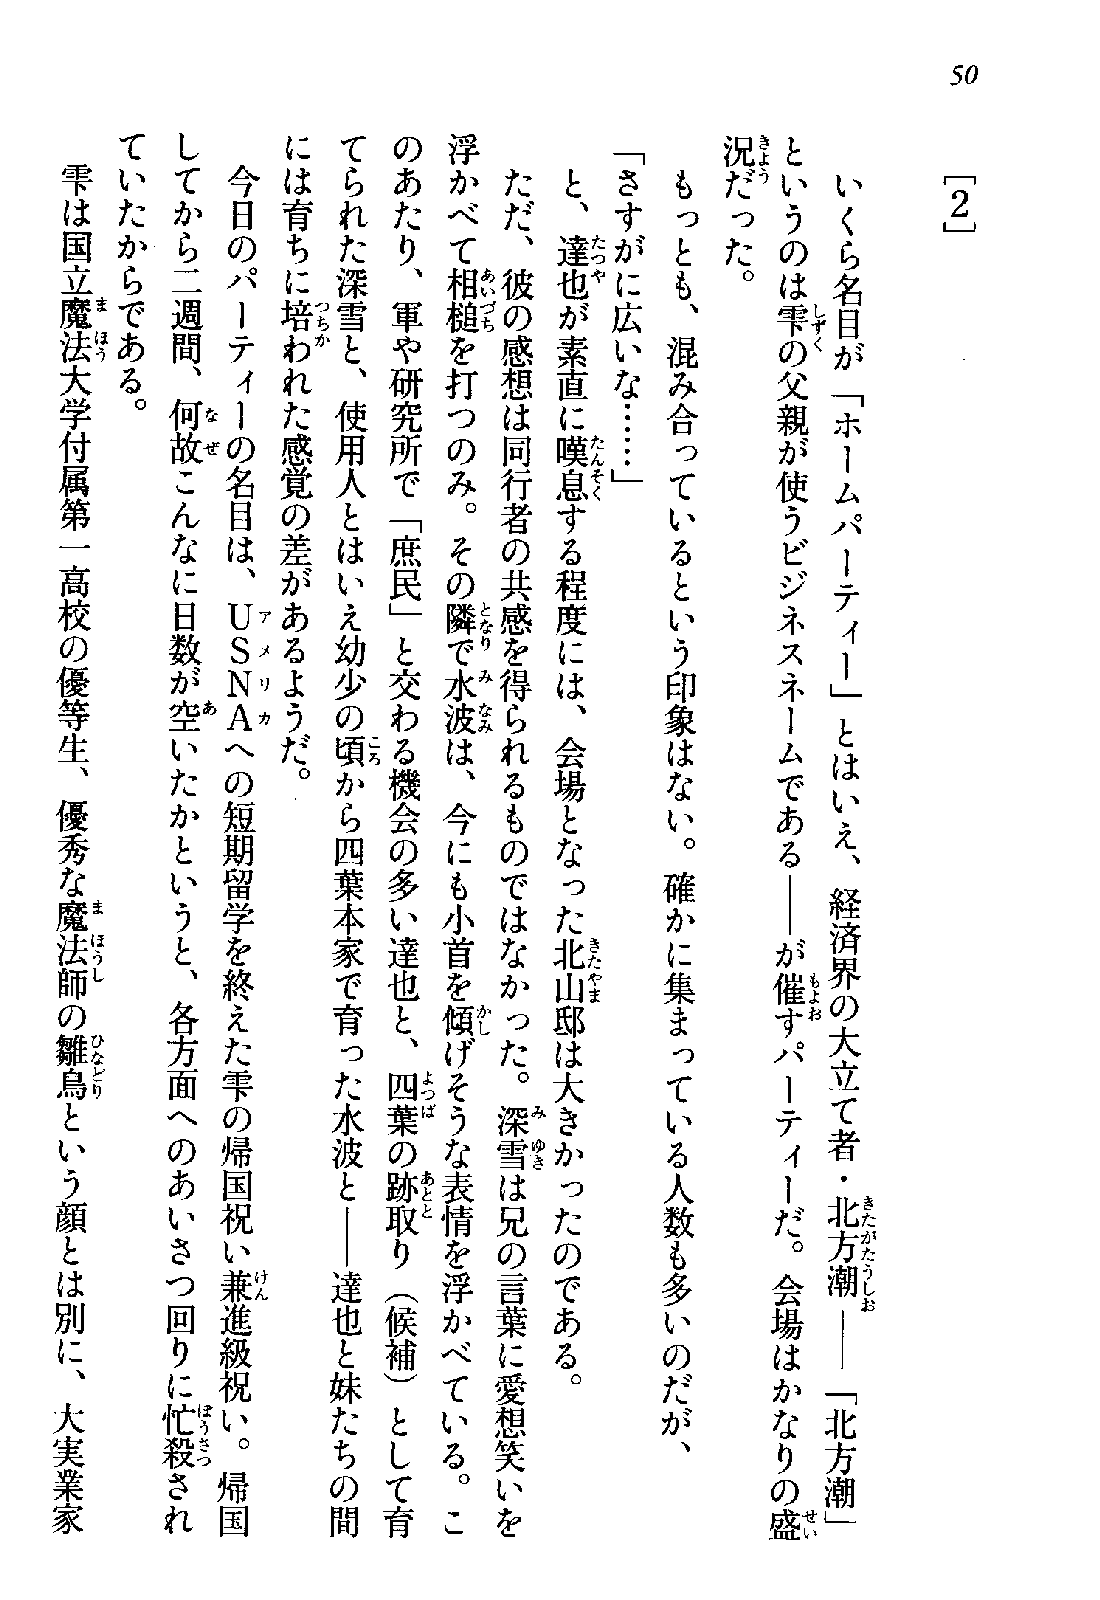 50
[2]
いくら名目が「ホームパーティー」とはいえ、経済界の大立て者・北方潮――「北方潮」
というのは雫の父親が使うビジネスネームである――が催すパーティーだ。会場はかなりの盛
況だった。
もっとも、混み合っているという印象はない。確かに集まっている人数も多いのだが、
「さすがに広いな……」
と、達也が素直に嘆息する程度には、会場となった北山邸は大きかったのである。
ただ、彼の感想は同行者の共感を得られるものではなかった。深雪は兄の言葉に愛想笑いを
浮かべて相槌を打つのみ。その隣で水波は、今にも小首を傾げそうな表情を浮かべている。こ
のあたり、軍や研究所で「庶民」と交わる機会の多い達也と、四葉の跡取り（候補）として育
てられた深雪と、使用人とはいえ幼少の頃から四葉本家で育った水波と――達也と妹たちの間
には育ちに培われた感覚の差があるようだ。
今日のパーティーの名目は、USNAへの短期留学を終えた雫の帰国祝い兼進級祝い。帰国
してから二週間、何故こんなに日数が空いたかというと、各方面へのあいさつ回りに忙殺され
ていたからである。
雫は国立魔法大学付属第一高校の優等生、優秀な魔法師の雛鳥という顔とは別に、大実業家